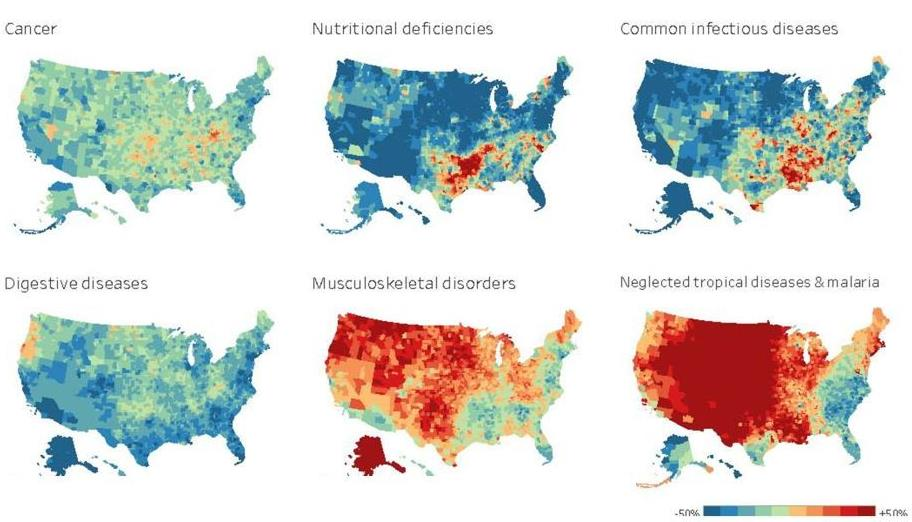 Cancer
Nutritional deficiencies
Common infectious diseases
Digestive diseases
Musculoskeletal disorders
Neglected tropical diseases & malaria
-50% +50%